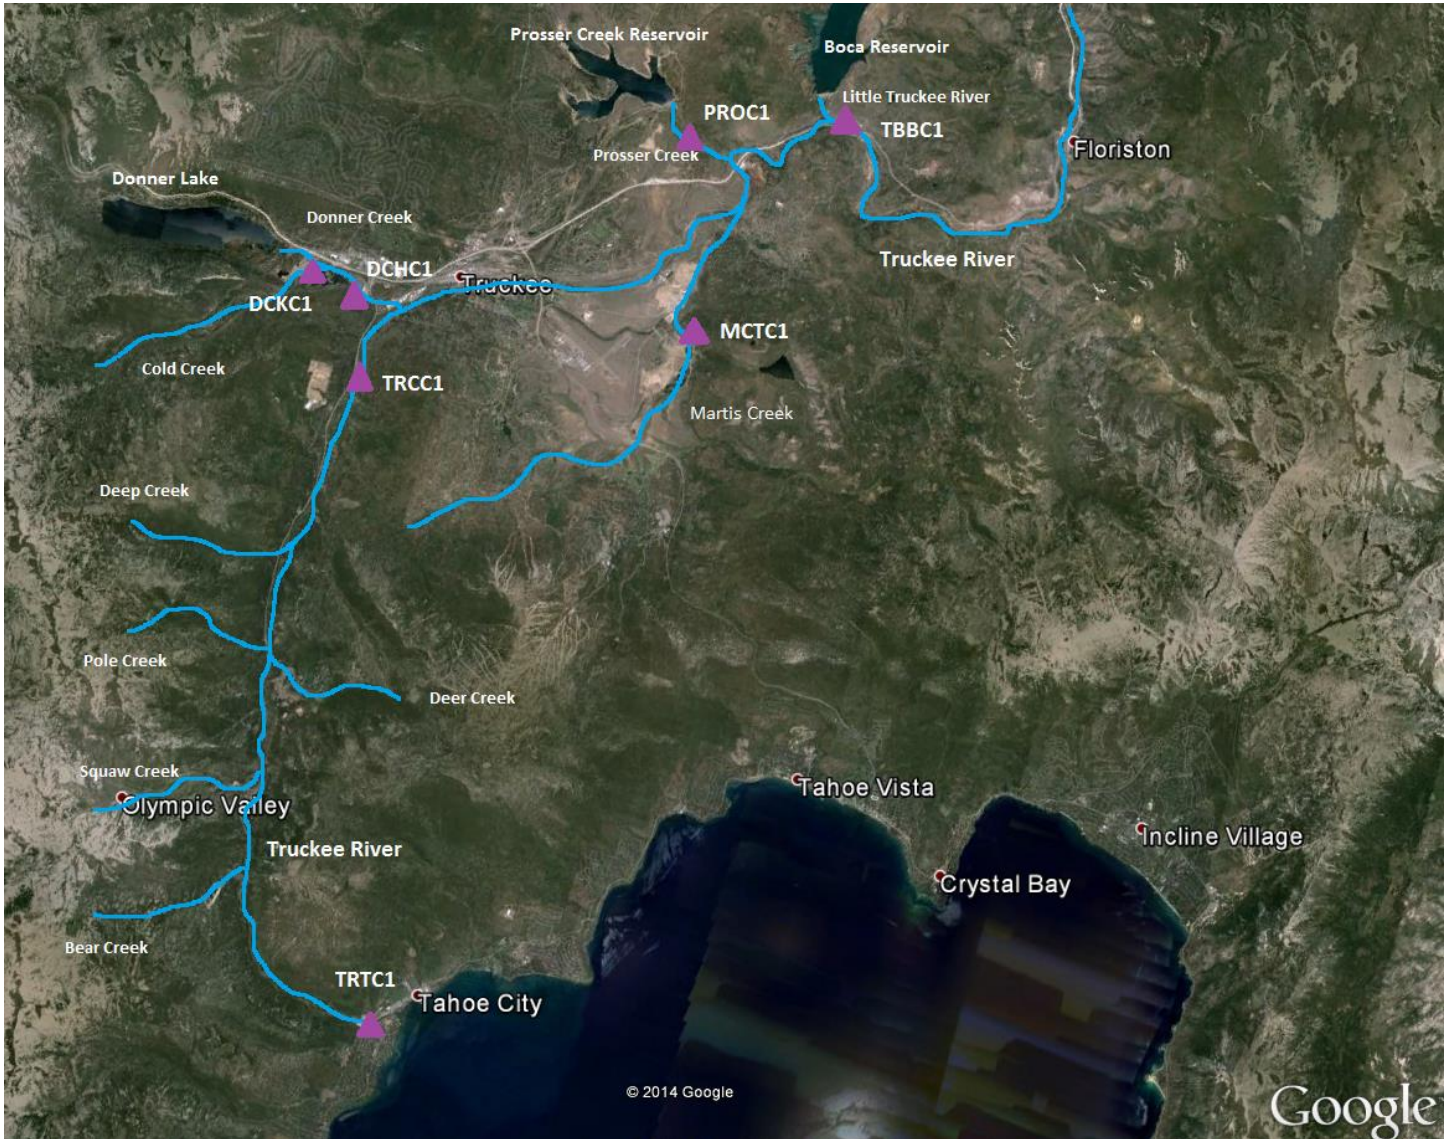 Prosser Creek Reservoir
Boca Reservoir
Little Truckee River
PROC1
TBBC1
Prosser Creek
Floriston
Donner Lake
Donner Creek
Truckee River
DCHC1
Truckee
DCKC1
MCTC1
Cold Creek
TRCC1
Martis Creek
Deep Creek
Pole Creek
Deer Creek
Squaw Creek
Olympic Valley
Tahoe Vista
Incline Village
Truckee River
Crystal Bay
Bear Creek
TRTC1
Tahoe City
© 2014 Google
Google